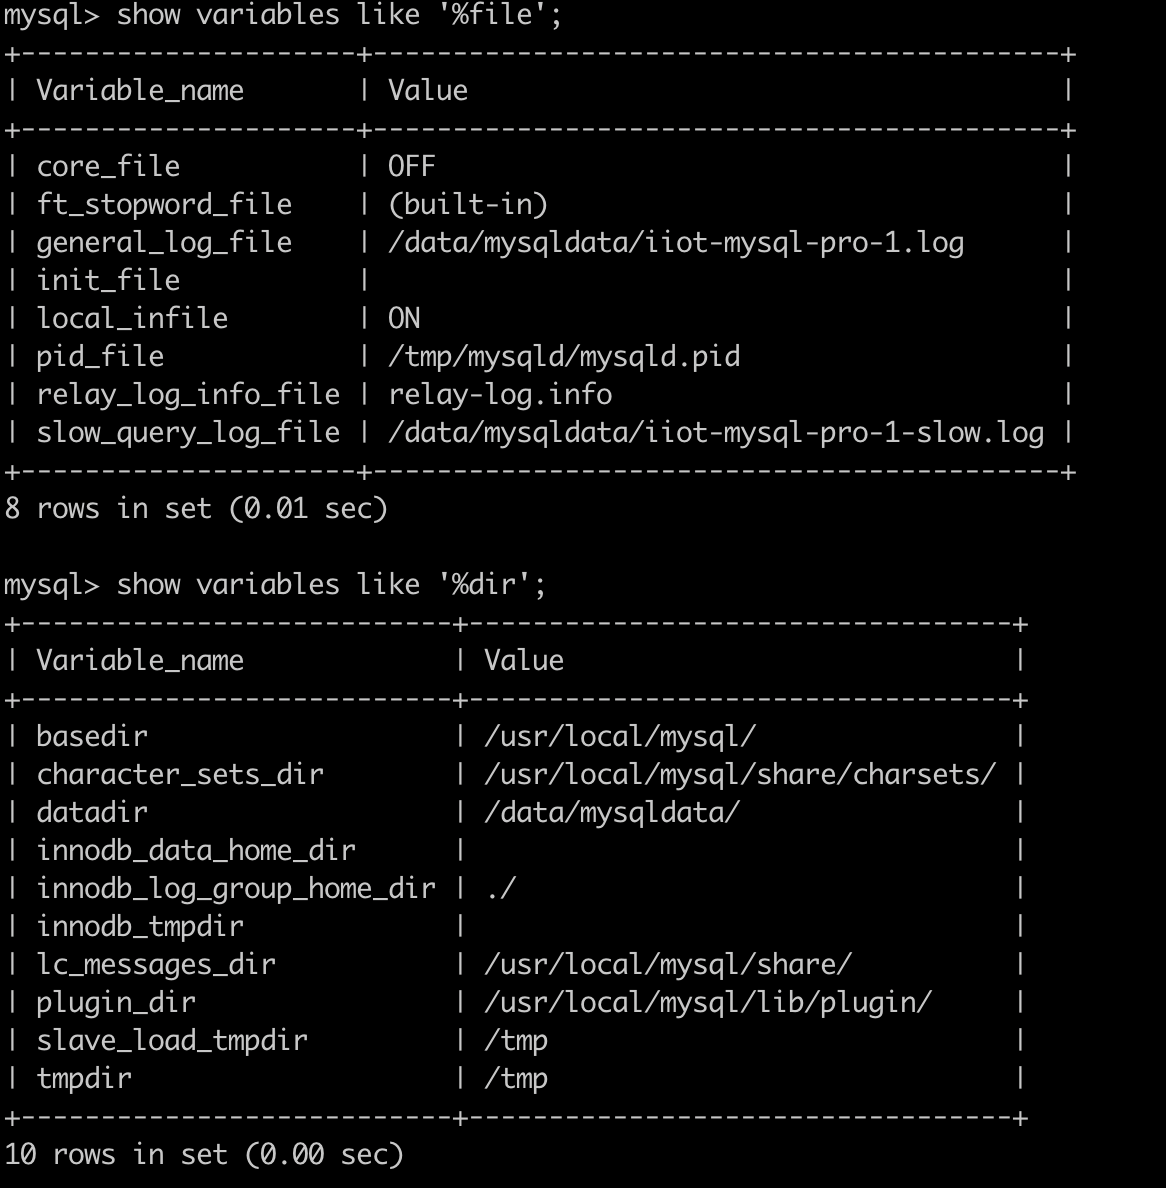 mysql> show variables like '%file';
+---------------------+-------------------------------------------+
| Variable_name       | Value                                     |
+---------------------+-------------------------------------------+
| core_file           | OFF                                       |
| ft_stopword_file    | (built-in)                                |
| general_log_file    | /data/mysqldata/iiot-mysql-pro-1.log      |
| init_file           |                                           |
| local_infile        | ON                                        |
| pid_file            | /tmp/mysqld/mysqld.pid                    |
| relay_log_info_file | relay-log.info                            |
| slow_query_log_file | /data/mysqldata/iiot-mysql-pro-1-slow.log |
+---------------------+-------------------------------------------+
8 rows in set (0.01 sec)

mysql> show variables like '%dir';
+---------------------------+----------------------------------+
| Variable_name             | Value                            |
+---------------------------+----------------------------------+
| basedir                   | /usr/local/mysql/                |
| character_sets_dir        | /usr/local/mysql/share/charsets/ |
| datadir                   | /data/mysqldata/                 |
| innodb_data_home_dir      |                                  |
| innodb_log_group_home_dir | ./                               |
| innodb_tmpdir             |                                  |
| lc_messages_dir           | /usr/local/mysql/share/          |
| plugin_dir                | /usr/local/mysql/lib/plugin/     |
| slave_load_tmpdir         | /tmp                             |
| tmpdir                    | /tmp                             |
+---------------------------+----------------------------------+
10 rows in set (0.00 sec)